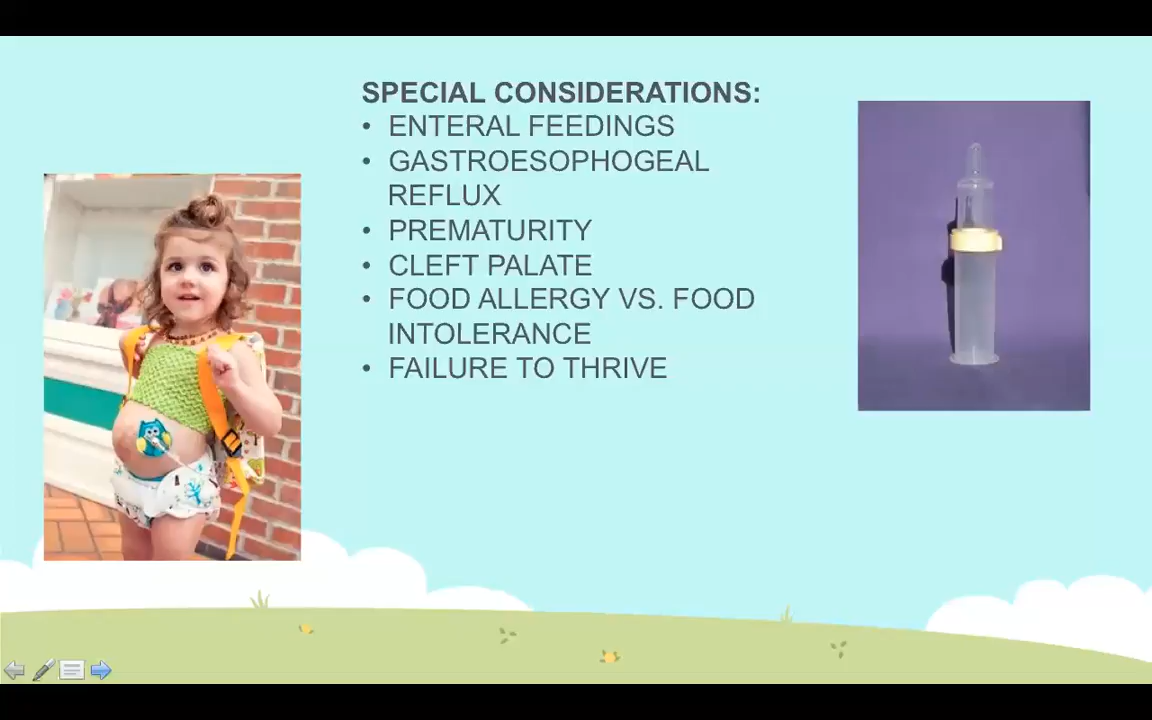 SPECIAL CONSIDERATIONS:
• ENTERAL FEEDINGS
• GASTROESOPHOGEAL
REFLUX
• PREMATURITY
• CLEFT PALATE
• FOOD ALLERGY VS. FOOD
INTOLERANCE
• FAILURE TO THRIVE